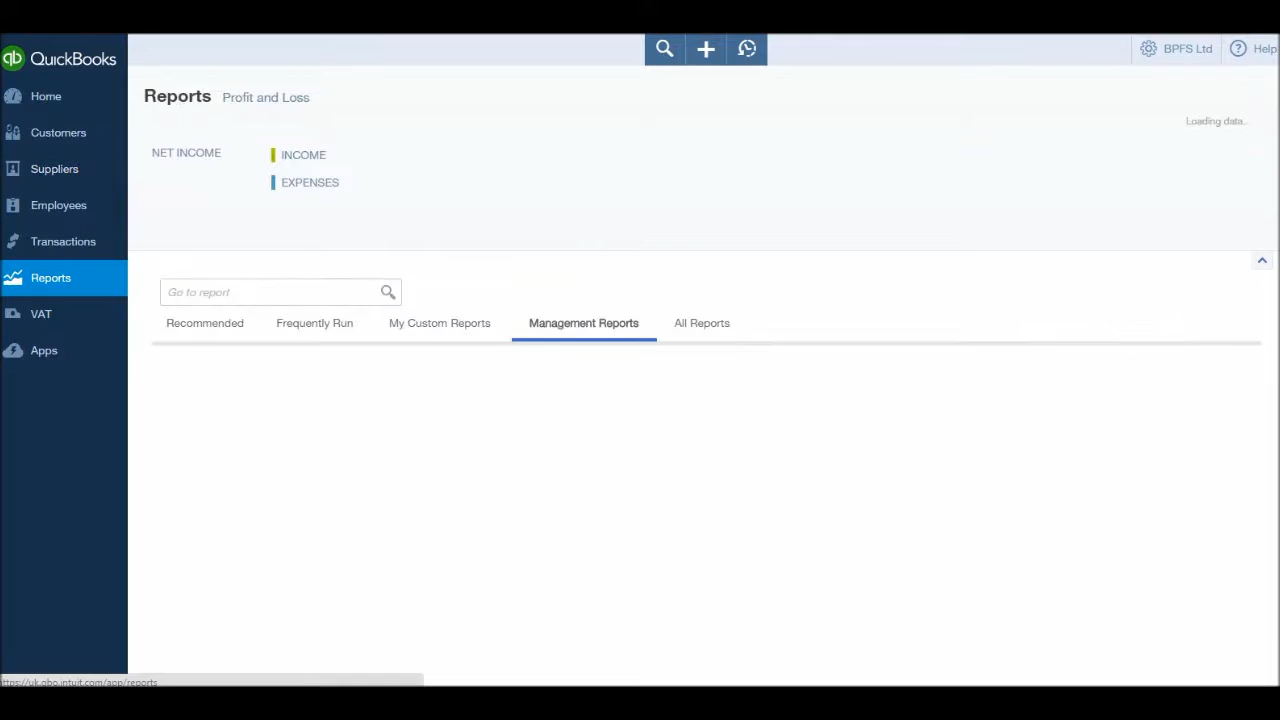 qb QuickBooks
BPFS Ltd
Help
Home
Customers
Suppliers
Employees
Transactions
Reports
VAT
Apps
Reports Profit and Loss
Loading data...
NET INCOME
INCOME
EXPENSES
Go to report
Recommended Frequently Run My Custom Reports Management Reports All Reports
https://uk.qbo.intuit.com/app/reports